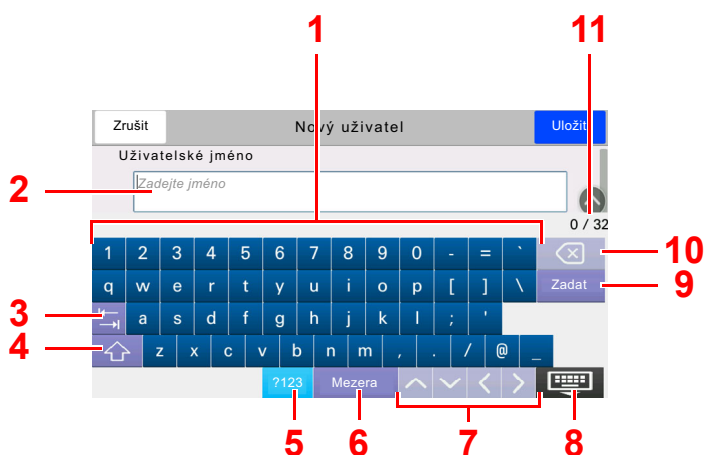 1 11
Zrušit Nový uživatel Uložit
Uživatelské jméno
2 Zadejte jméno
0 / 32
1 2 3 4 5 6 7 8 9 0 - = ` 10
q w e r t y u i o p [ ] \ Zadat 9
3 a s d f g h j k l ; '
4 z x c v b n m , . / @ _
?123 Mezera
5 6 7 8